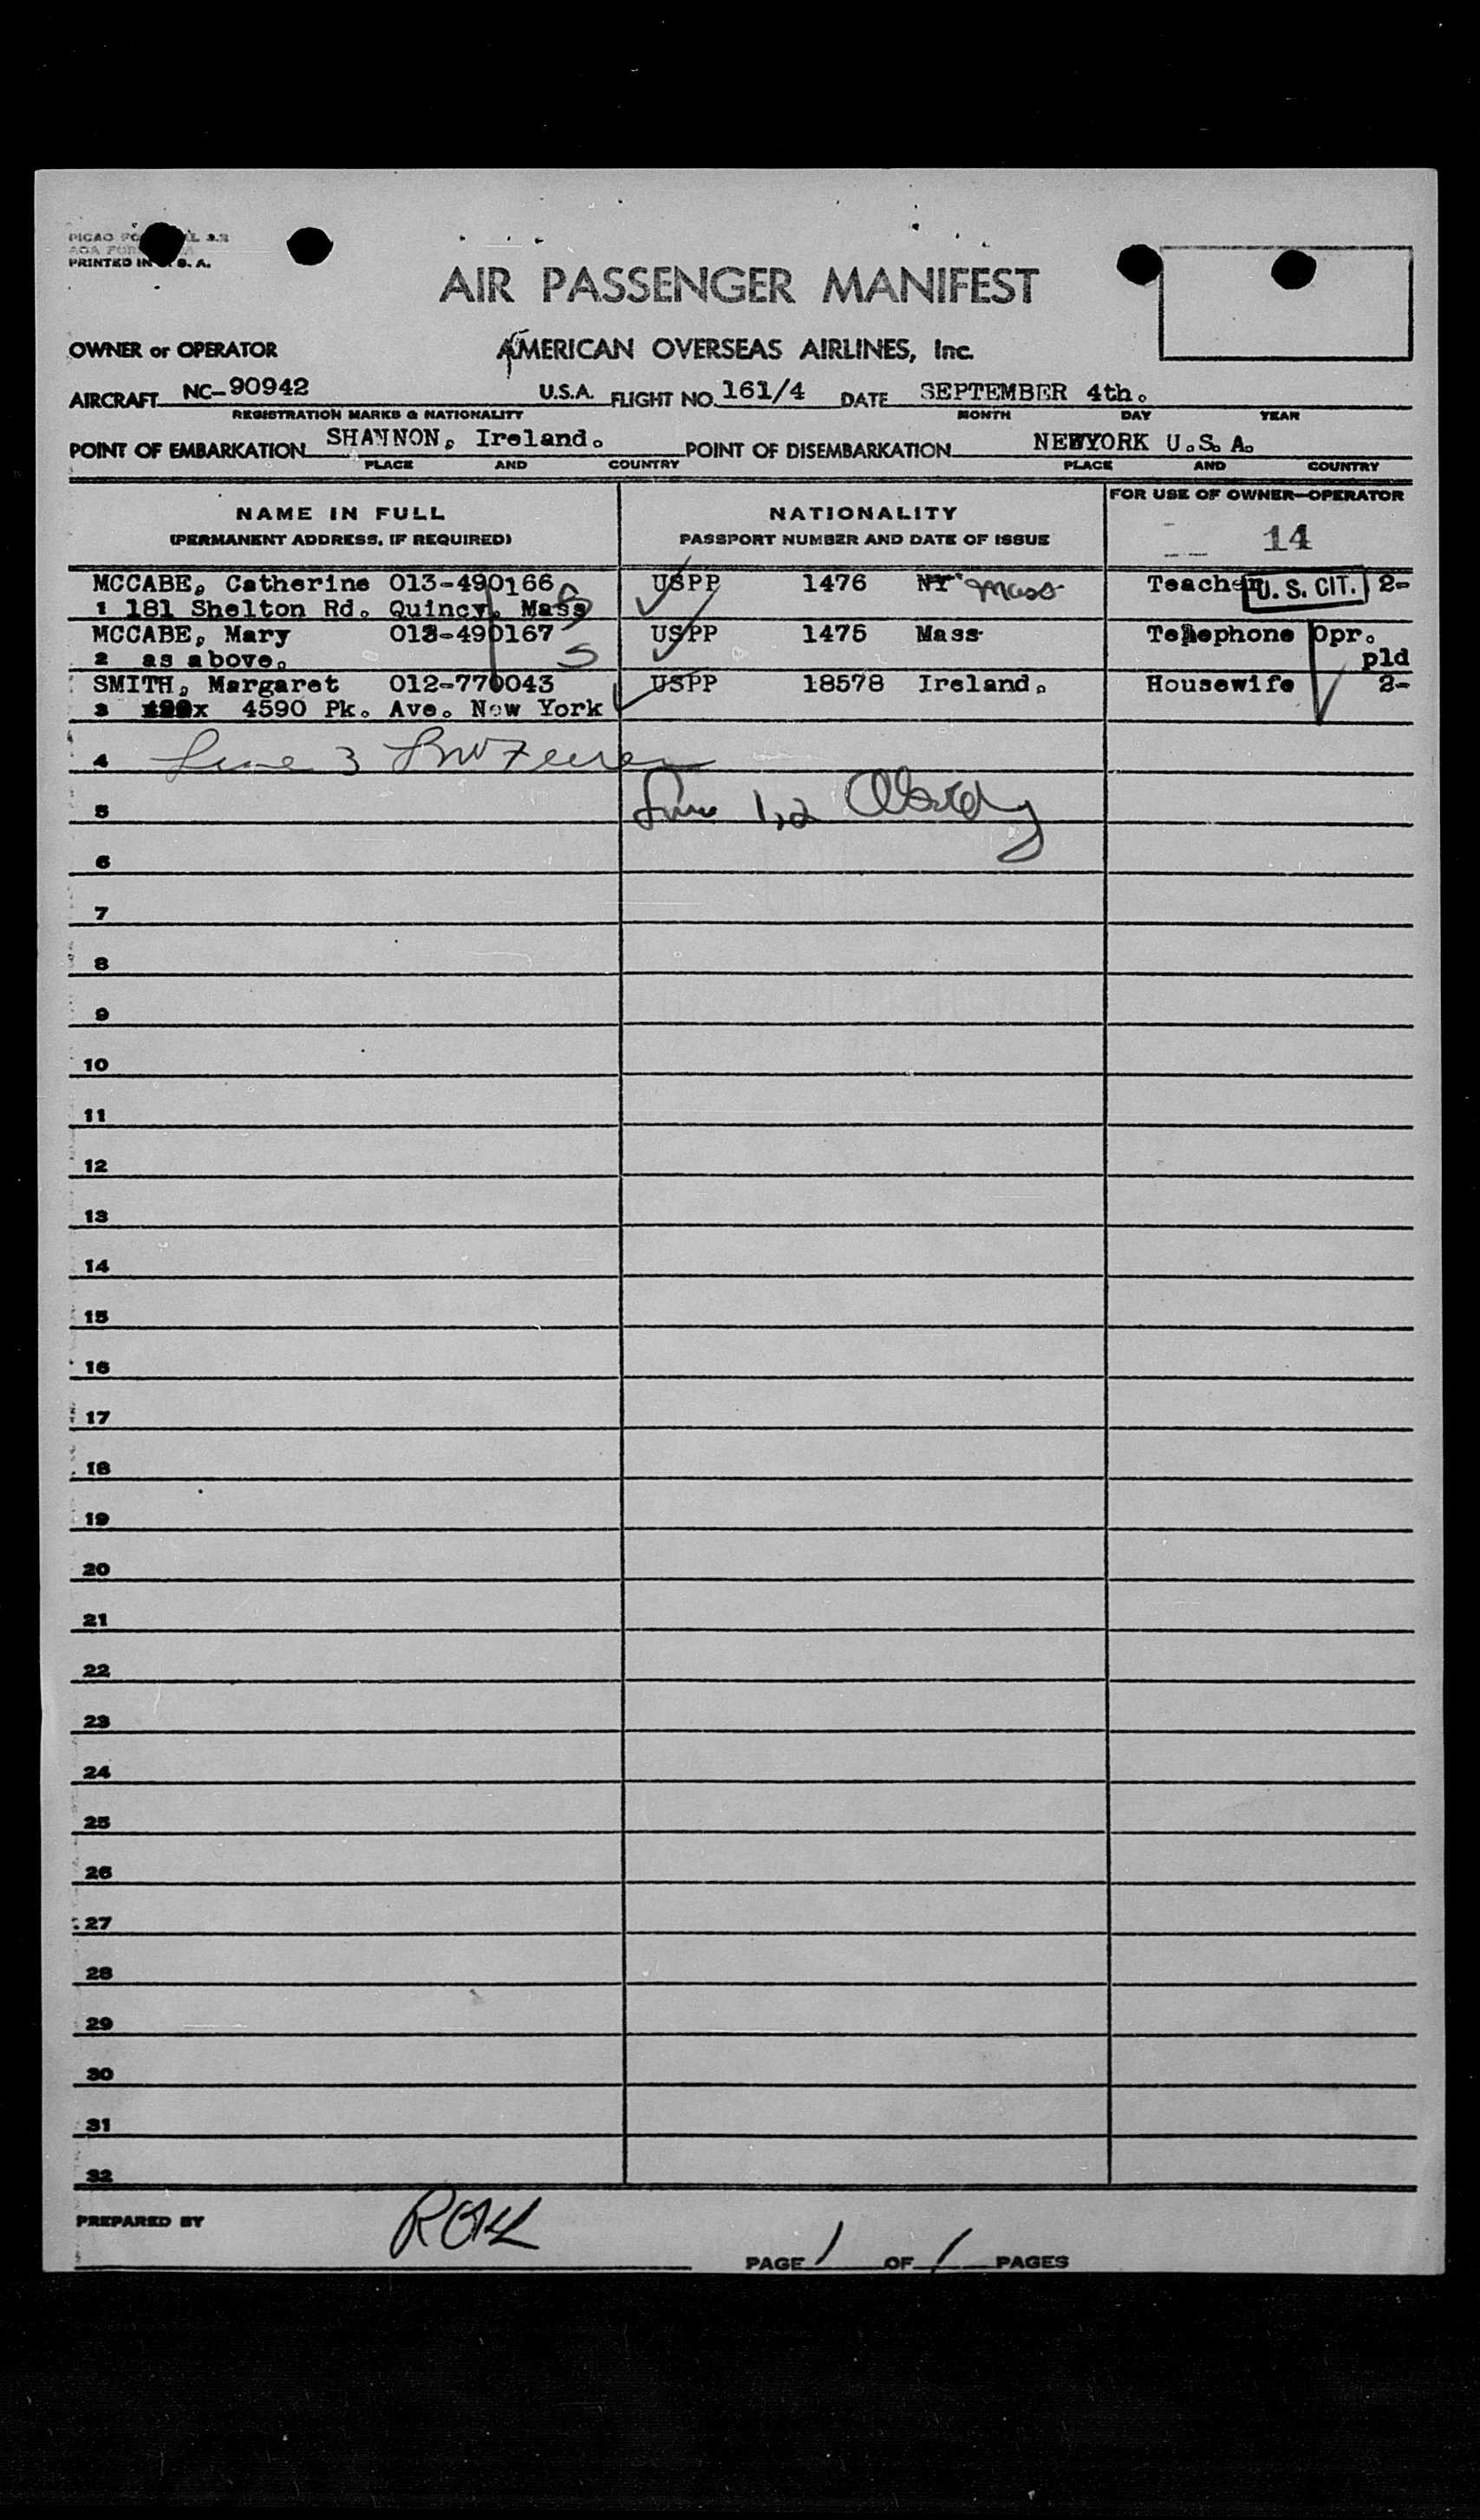 PRINTED IN U. S. A.
AIR PASSENGER MANIFEST
OWNER or OPERATOR AMERICAN OVERSEAS AIRLINES, Inc.
AIRCRAFT NC-90942 U.S.A. FLIGHT NO. 161/4 DATE SEPTEMBER 4th.
REGISTRATION MARKS & NATIONALITY MONTH DAY YEAR
POINT OF EMBARKATION SHANNON, Ireland. POINT OF DISEMBARKATION NEWYORK U.S.A.
PLACE AND COUNTRY PLACE AND COUNTRY
NAME IN FULL NATIONALITY FOR USE OF OWNER-OPERATOR
(PERMANENT ADDRESS, IF REQUIRED) PASSPORT NUMBER AND DATE OF ISSUE 14
MCCABE, Catherine 013-490166 USPP 1476 NY Mass Teacher U. S. CIT. 2-
1 181 Shelton Rd. Quincy, Mass
MCCABE, Mary 013-490167 USPP 1475 Mass Telephone Opr.
2 as above. S pld
SMITH, Margaret 012-770043 USPP 18578 Ireland. Housewife 2-
3 4590 Pk. Ave. New York
4 Line 3
5 Line 1,2
6
7
8
9
10
11
12
13
14
15
16
17
18
19
20
21
22
23
24
25
26
27
28
29
30
31
32
PREPARED BY
PAGE 1 OF 1 PAGES